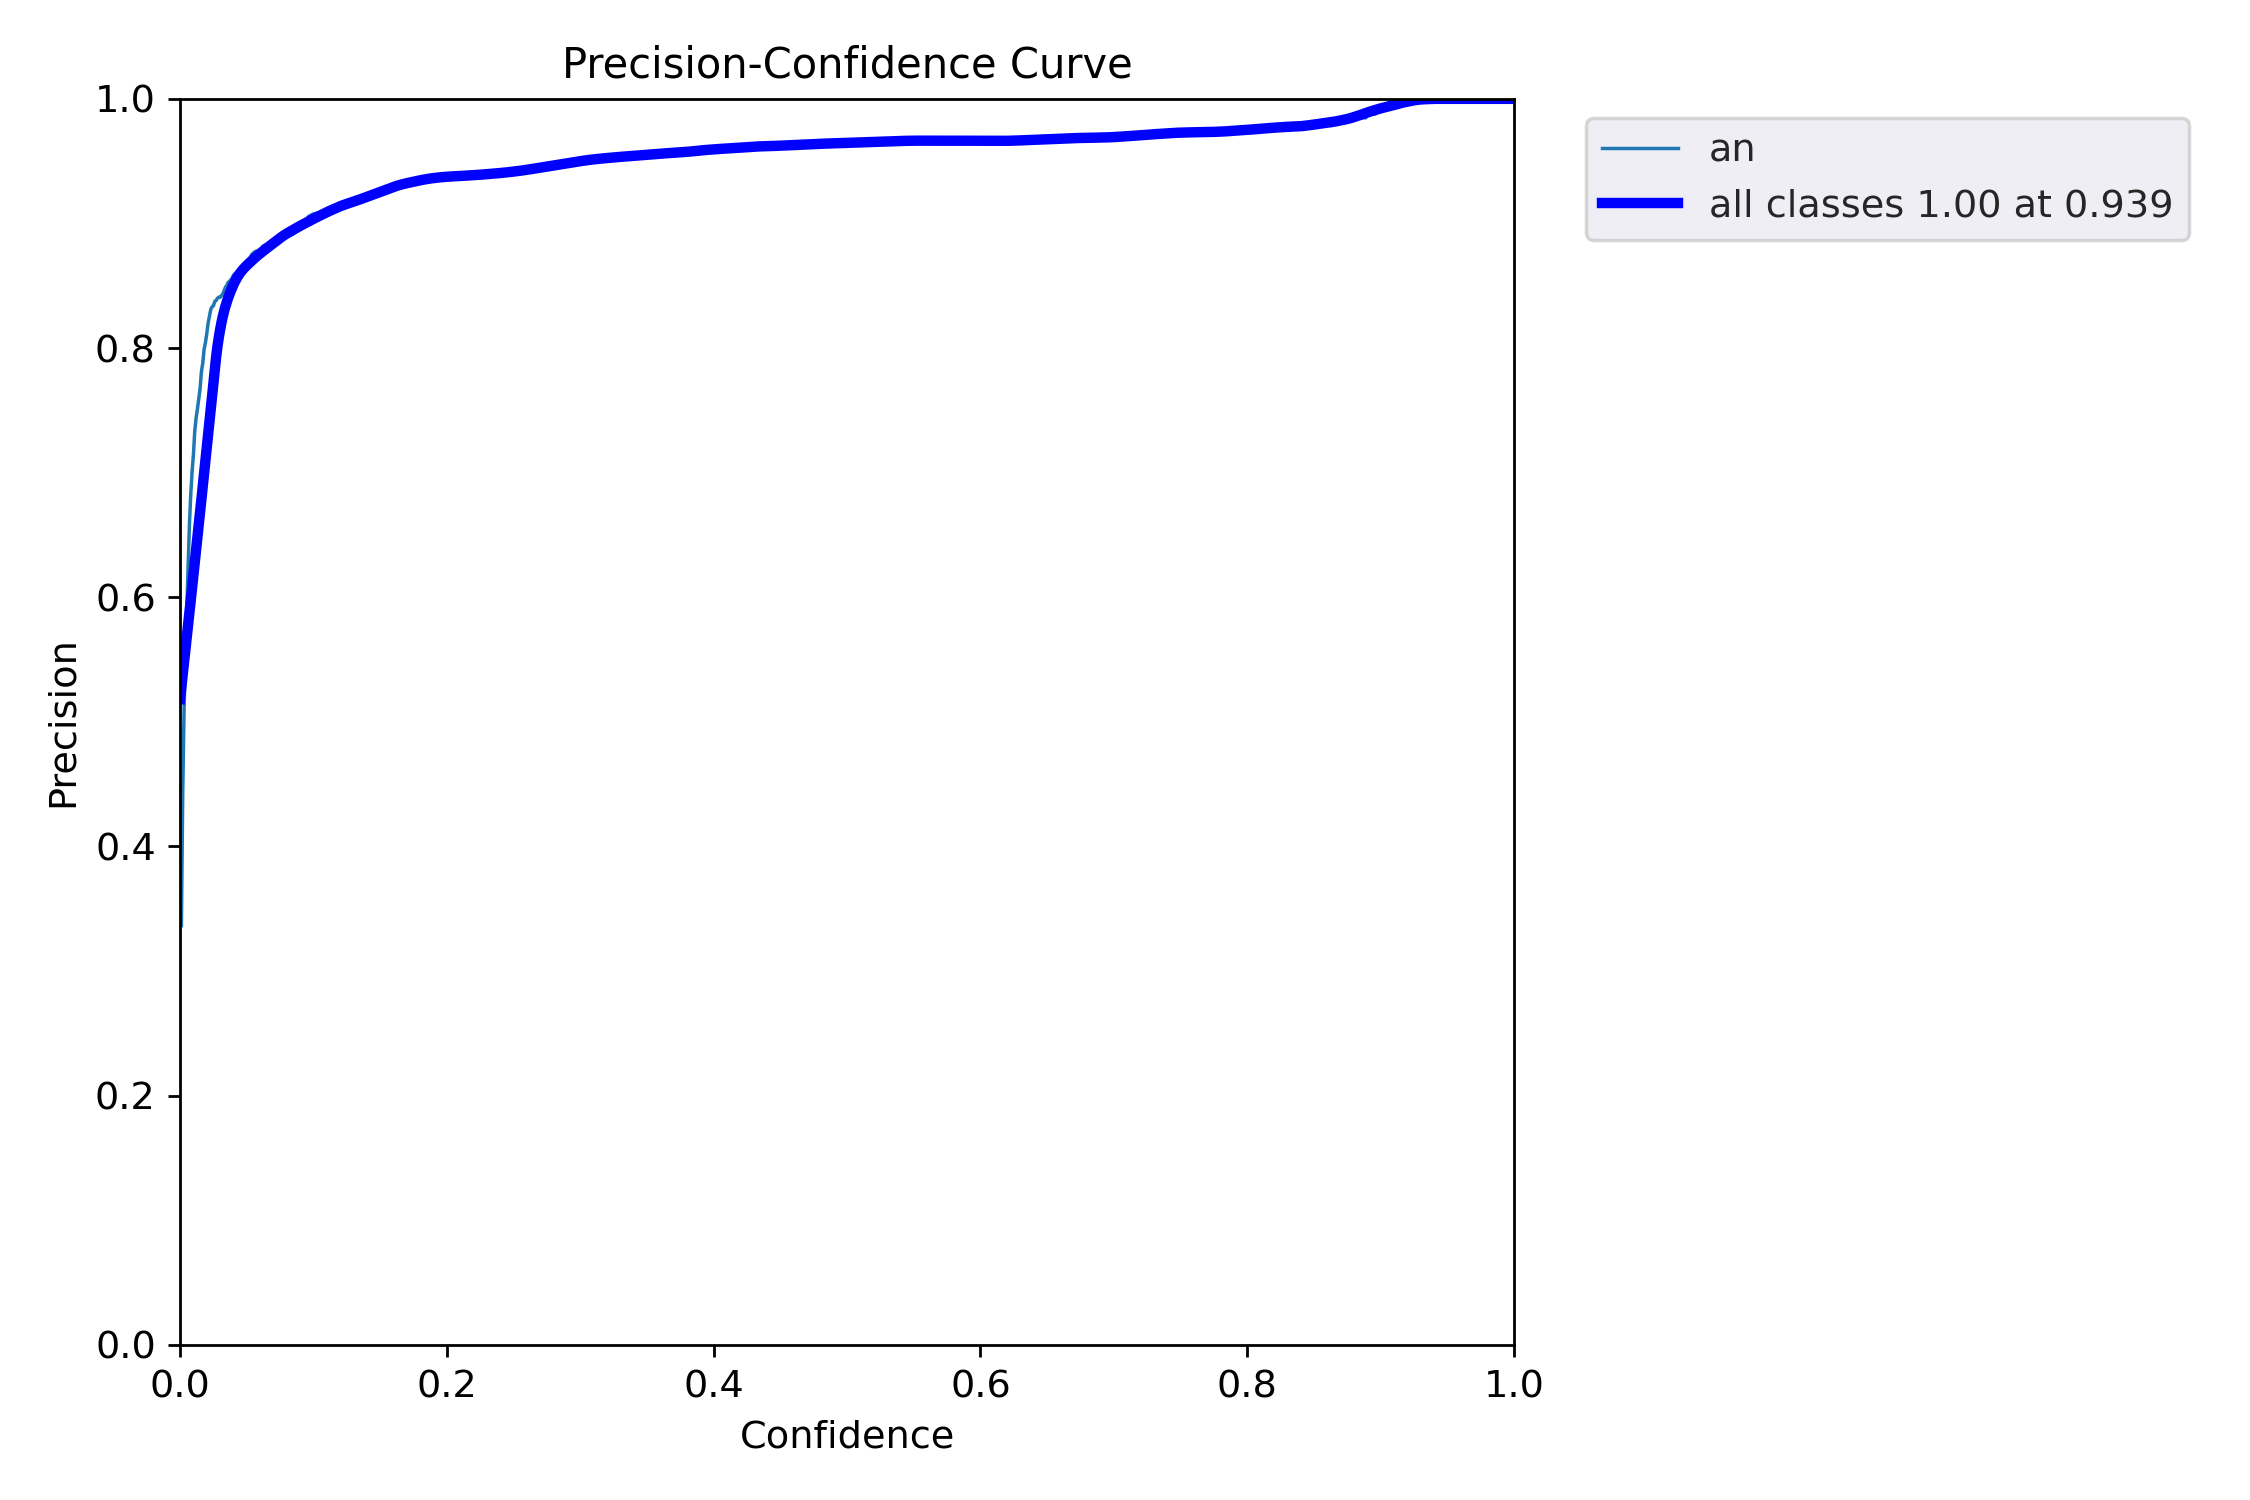 Precision-Confidence Curve
1.0
0.8
0.6
0.4
0.2
0.0
Precision
0.0 0.2 0.4 0.6 0.8 1.0
Confidence
an
all classes 1.00 at 0.939